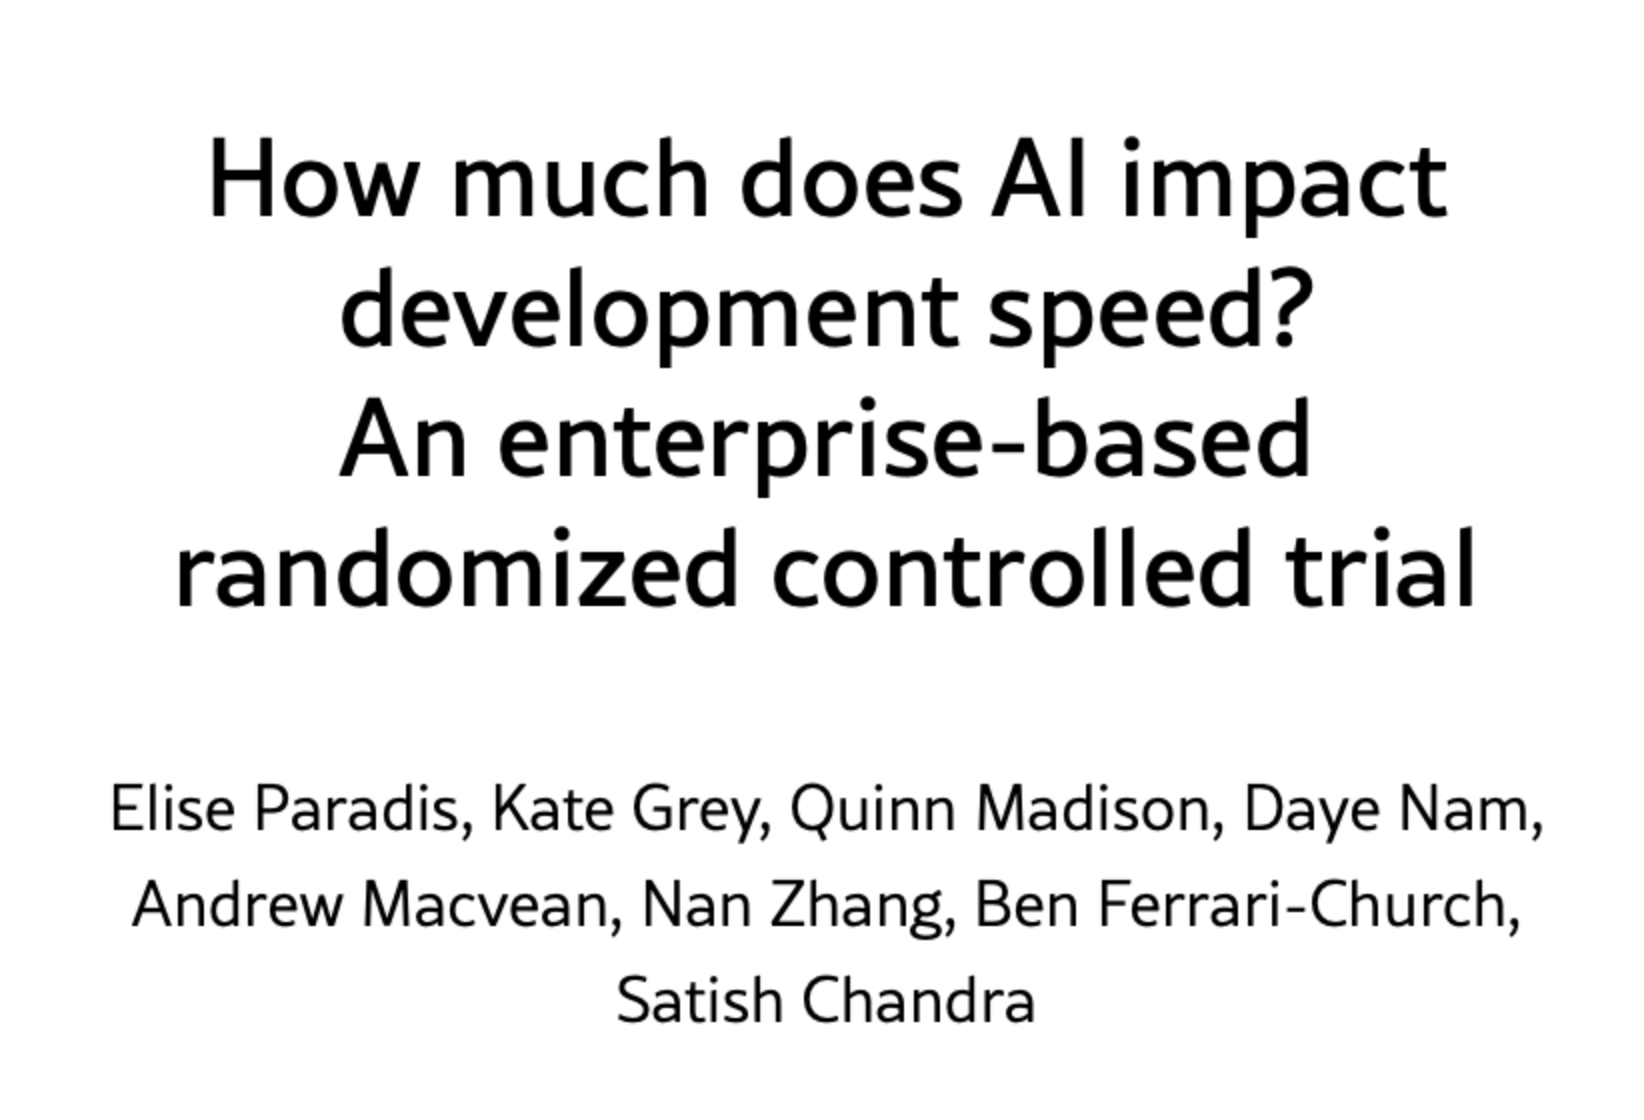 How much does AI impact
development speed?
An enterprise-based
randomized controlled trial
Elise Paradis, Kate Grey, Quinn Madison, Daye Nam,
Andrew Macvean, Nan Zhang, Ben Ferrari-Church,
Satish Chandra